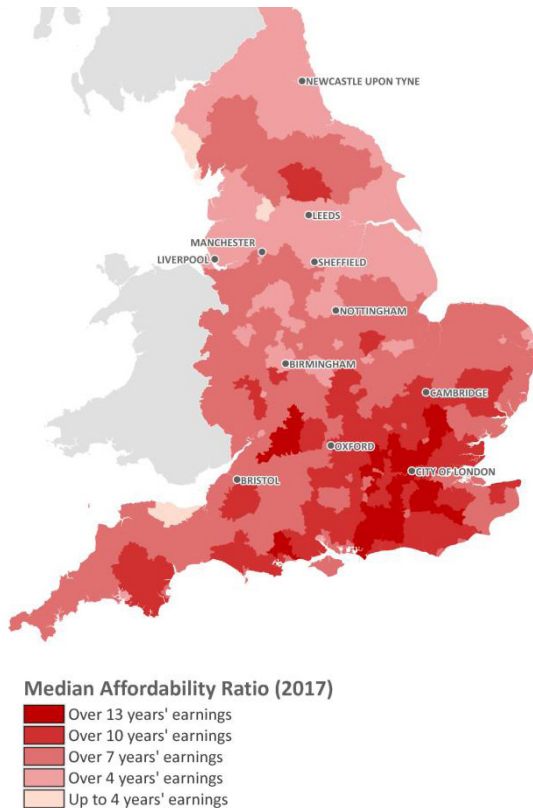 NEWCASTLE UPON TYNE
LEEDS
MANCHESTER
LIVERPOOL
SHEFFIELD
NOTTINGHAM
BIRMINGHAM
CAMBRIDGE
OXFORD
CITY OF LONDON
BRISTOL
Median Affordability Ratio (2017)
Over 13 years' earnings
Over 10 years' earnings
Over 7 years' earnings
Over 4 years' earnings
Up to 4 years' earnings